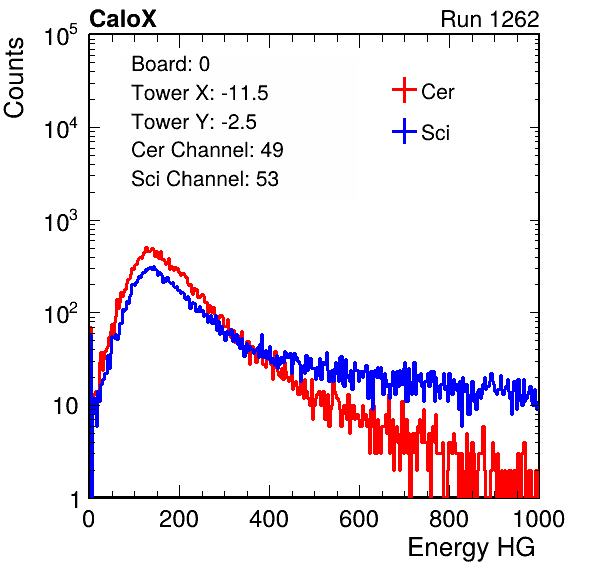 CaloX Run 1262
Counts
10^5
10^4
10^3
10^2
10
1
Board: 0
Tower X: -11.5
Tower Y: -2.5
Cer Channel: 49
Sci Channel: 53
Cer
Sci
0 200 400 600 800 1000
Energy HG